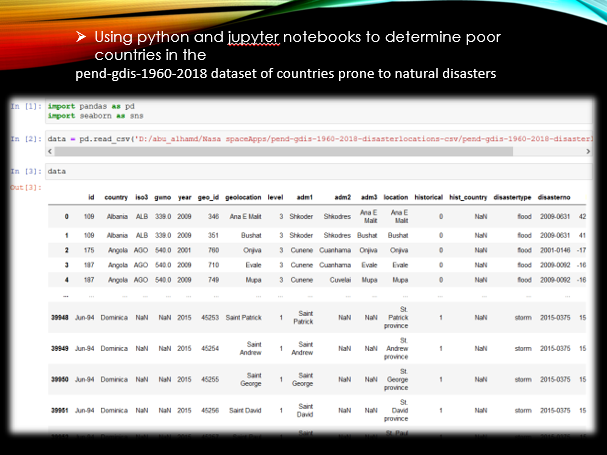 ➢ Using python and jupyter notebooks to determine poor
countries in the
pend-gdis-1960-2018 dataset of countries prone to natural disasters
In [1]: import pandas as pd
import seaborn as sns
In [2]: data = pd.read_csv('D:/abu_alhamd/Nasa spaceApps/pend-gdis-1960-2018-disasterlocations-csv/pend-gdis-1960-2018-disasterl
In [3]: data
Out[3]:
id country iso3 gwno year geo_id geolocation level adm1 adm2 adm3 location historical hist_country disastertype disasterno
0 109 Albania ALB 339.0 2009 346 Ana E Malit 3 Shkoder Shkodres Ana E Malit Ana E Malit 0 NaN flood 2009-0631 42
1 109 Albania ALB 339.0 2009 351 Bushat 3 Shkoder Shkodres Bushat Bushat 0 NaN flood 2009-0631 41
2 175 Angola AGO 540.0 2001 760 Onjiva 3 Cunene Cuanhama Onjiva Onjiva 0 NaN flood 2001-0146 -17
3 187 Angola AGO 540.0 2009 710 Evale 3 Cunene Cuanhama Evale Evale 0 NaN flood 2009-0092 -16
4 187 Angola AGO 540.0 2009 749 Mupa 3 Cunene Cuvelai Mupa Mupa 0 NaN flood 2009-0092 -16
... ... ... ... ... ... ... ... ... ... ... ... ... ... ... ... ...
39948 Jun-94 Dominica NaN NaN 2015 45253 Saint Patrick 1 Saint Patrick NaN NaN St. Patrick province 1 NaN storm 2015-0375 15
39949 Jun-94 Dominica NaN NaN 2015 45254 Saint Andrew 1 Saint Andrew NaN NaN St. Andrew province 1 NaN storm 2015-0375 15
39950 Jun-94 Dominica NaN NaN 2015 45255 Saint George 1 Saint George NaN NaN St. George province 1 NaN storm 2015-0375 15
39951 Jun-94 Dominica NaN NaN 2015 45256 Saint David 1 Saint David NaN NaN St. David province 1 NaN storm 2015-0375 15
Saint St. Paul